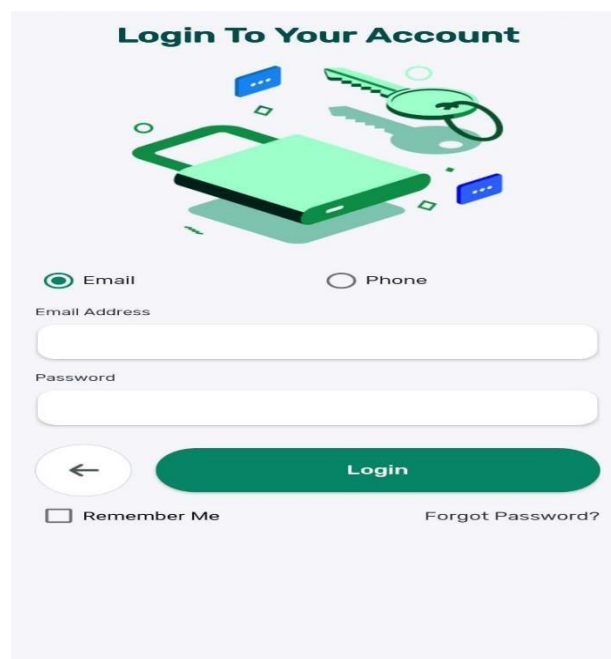 Login To Your Account
Email Phone
Email Address
Password
Login
Remember Me Forgot Password?